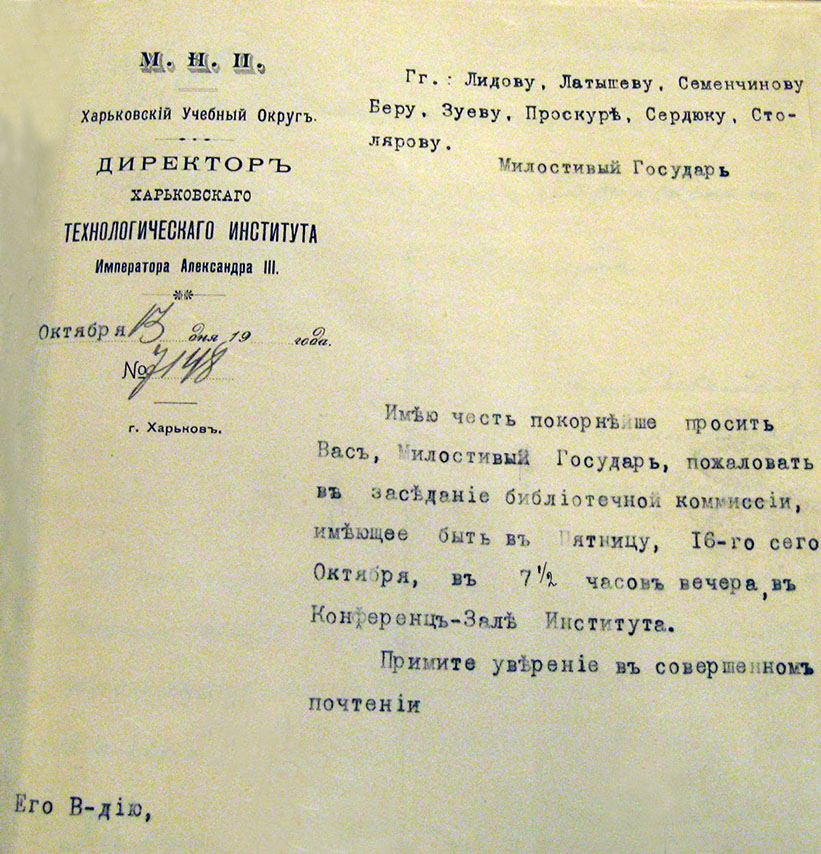 М. Н. П.
Харьковскій Учебный Округъ.
ДИРЕКТОРЪ
ХАРЬКОВСКАГО
ТЕХНОЛОГИЧЕСКАГО ИНСТИТУТА
Императора Александра III.
Октября 13 дня 19 года.
№ 7148
г. Харьковъ.
Гг.: Лидову, Латышеву, Семенчинову
Беру, Зуеву, Проскурѣ, Сердюку, Сто-
лярову.
Милостивый Государь
Имѣю честь покорнѣйше просить
Васъ, Милостивый Государь, пожаловать
въ засѣданіе библіотечной коммиссіи,
имѣющее быть въ Пятницу, 16-го сего
Октября, въ 7 1/2 часовъ вечера, въ
Конференцъ-Залѣ Института.
Примите увѣреніе въ совершенномъ
почтеніи
Его В-дію,